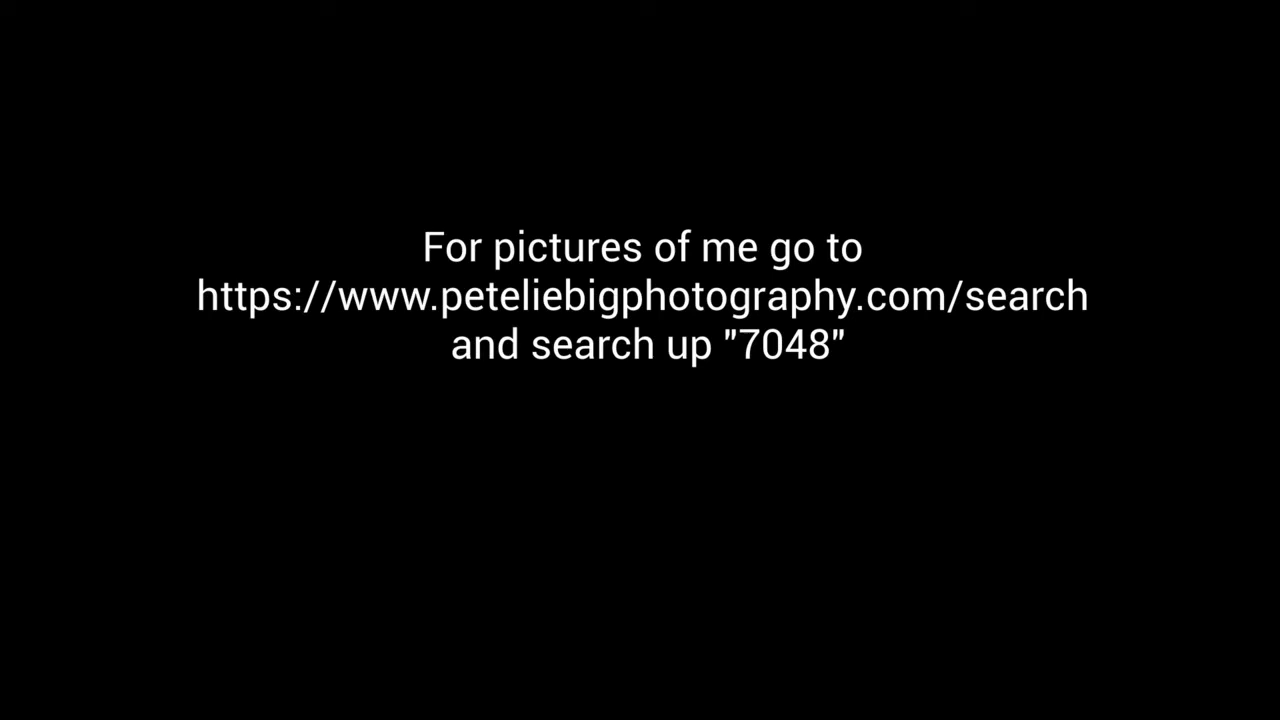 For pictures of me go to
https://www.peteliebigphotography.com/search
and search up "7048"